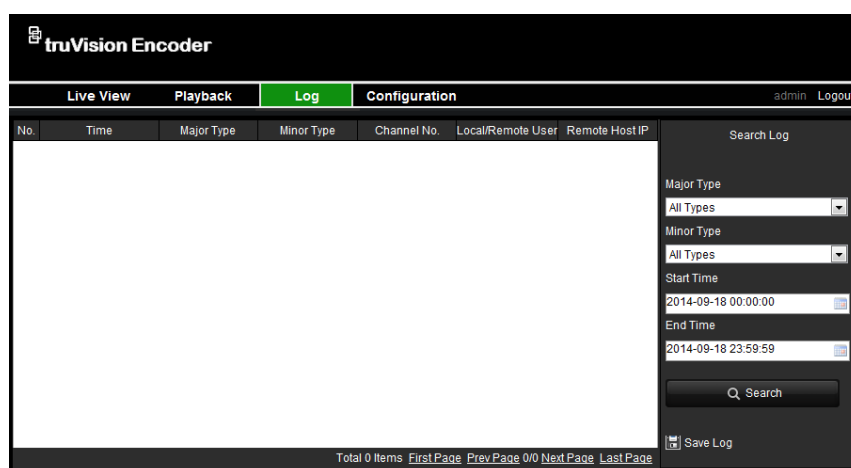 truVision Encoder
Live View Playback Log Configuration admin Logou
No. Time Major Type Minor Type Channel No. Local/Remote User Remote Host IP
Search Log
Major Type
All Types
Minor Type
All Types
Start Time
2014-09-18 00:00:00
End Time
2014-09-18 23:59:59
Search
Save Log
Total 0 Items First Page Prev Page 0/0 Next Page Last Page